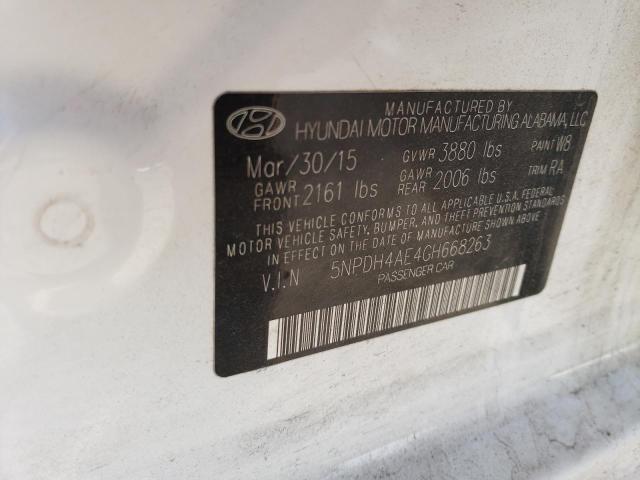 MANUFACTURED BY
HYUNDAI MOTOR MANUFACTURING ALABAMA, LLC
Mar/30/15 GVWR 3880 lbs PAINT W8
GAWR FRONT 2161 lbs GAWR REAR 2006 lbs TRIM RA
THIS VEHICLE CONFORMS TO ALL APPLICABLE U.S.A. FEDERAL
MOTOR VEHICLE SAFETY, BUMPER, AND THEFT PREVENTION STANDARDS
IN EFFECT ON THE DATE OF MANUFACTURE SHOWN ABOVE.
V.I.N 5NPDH4AE4GH668263
PASSENGER CAR